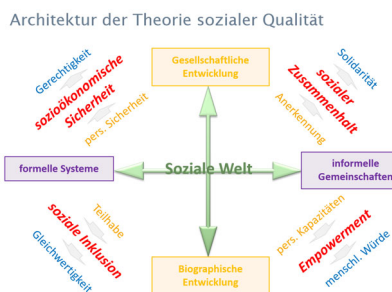 Architektur der Theorie sozialer Qualität
Gerechtigkeit
sozioökonomische
Sicherheit
pers. Sicherheit
Gesellschaftliche
Entwicklung
Solidarität
sozialer
Zusammenhalt
Anerkennung
formelle Systeme
Soziale Welt
informelle
Gemeinschaften
Teilhabe
soziale Inklusion
Gleichwertigkeit
Biographische
Entwicklung
pers. Kapazitäten
Empowerment
menschl. Würde